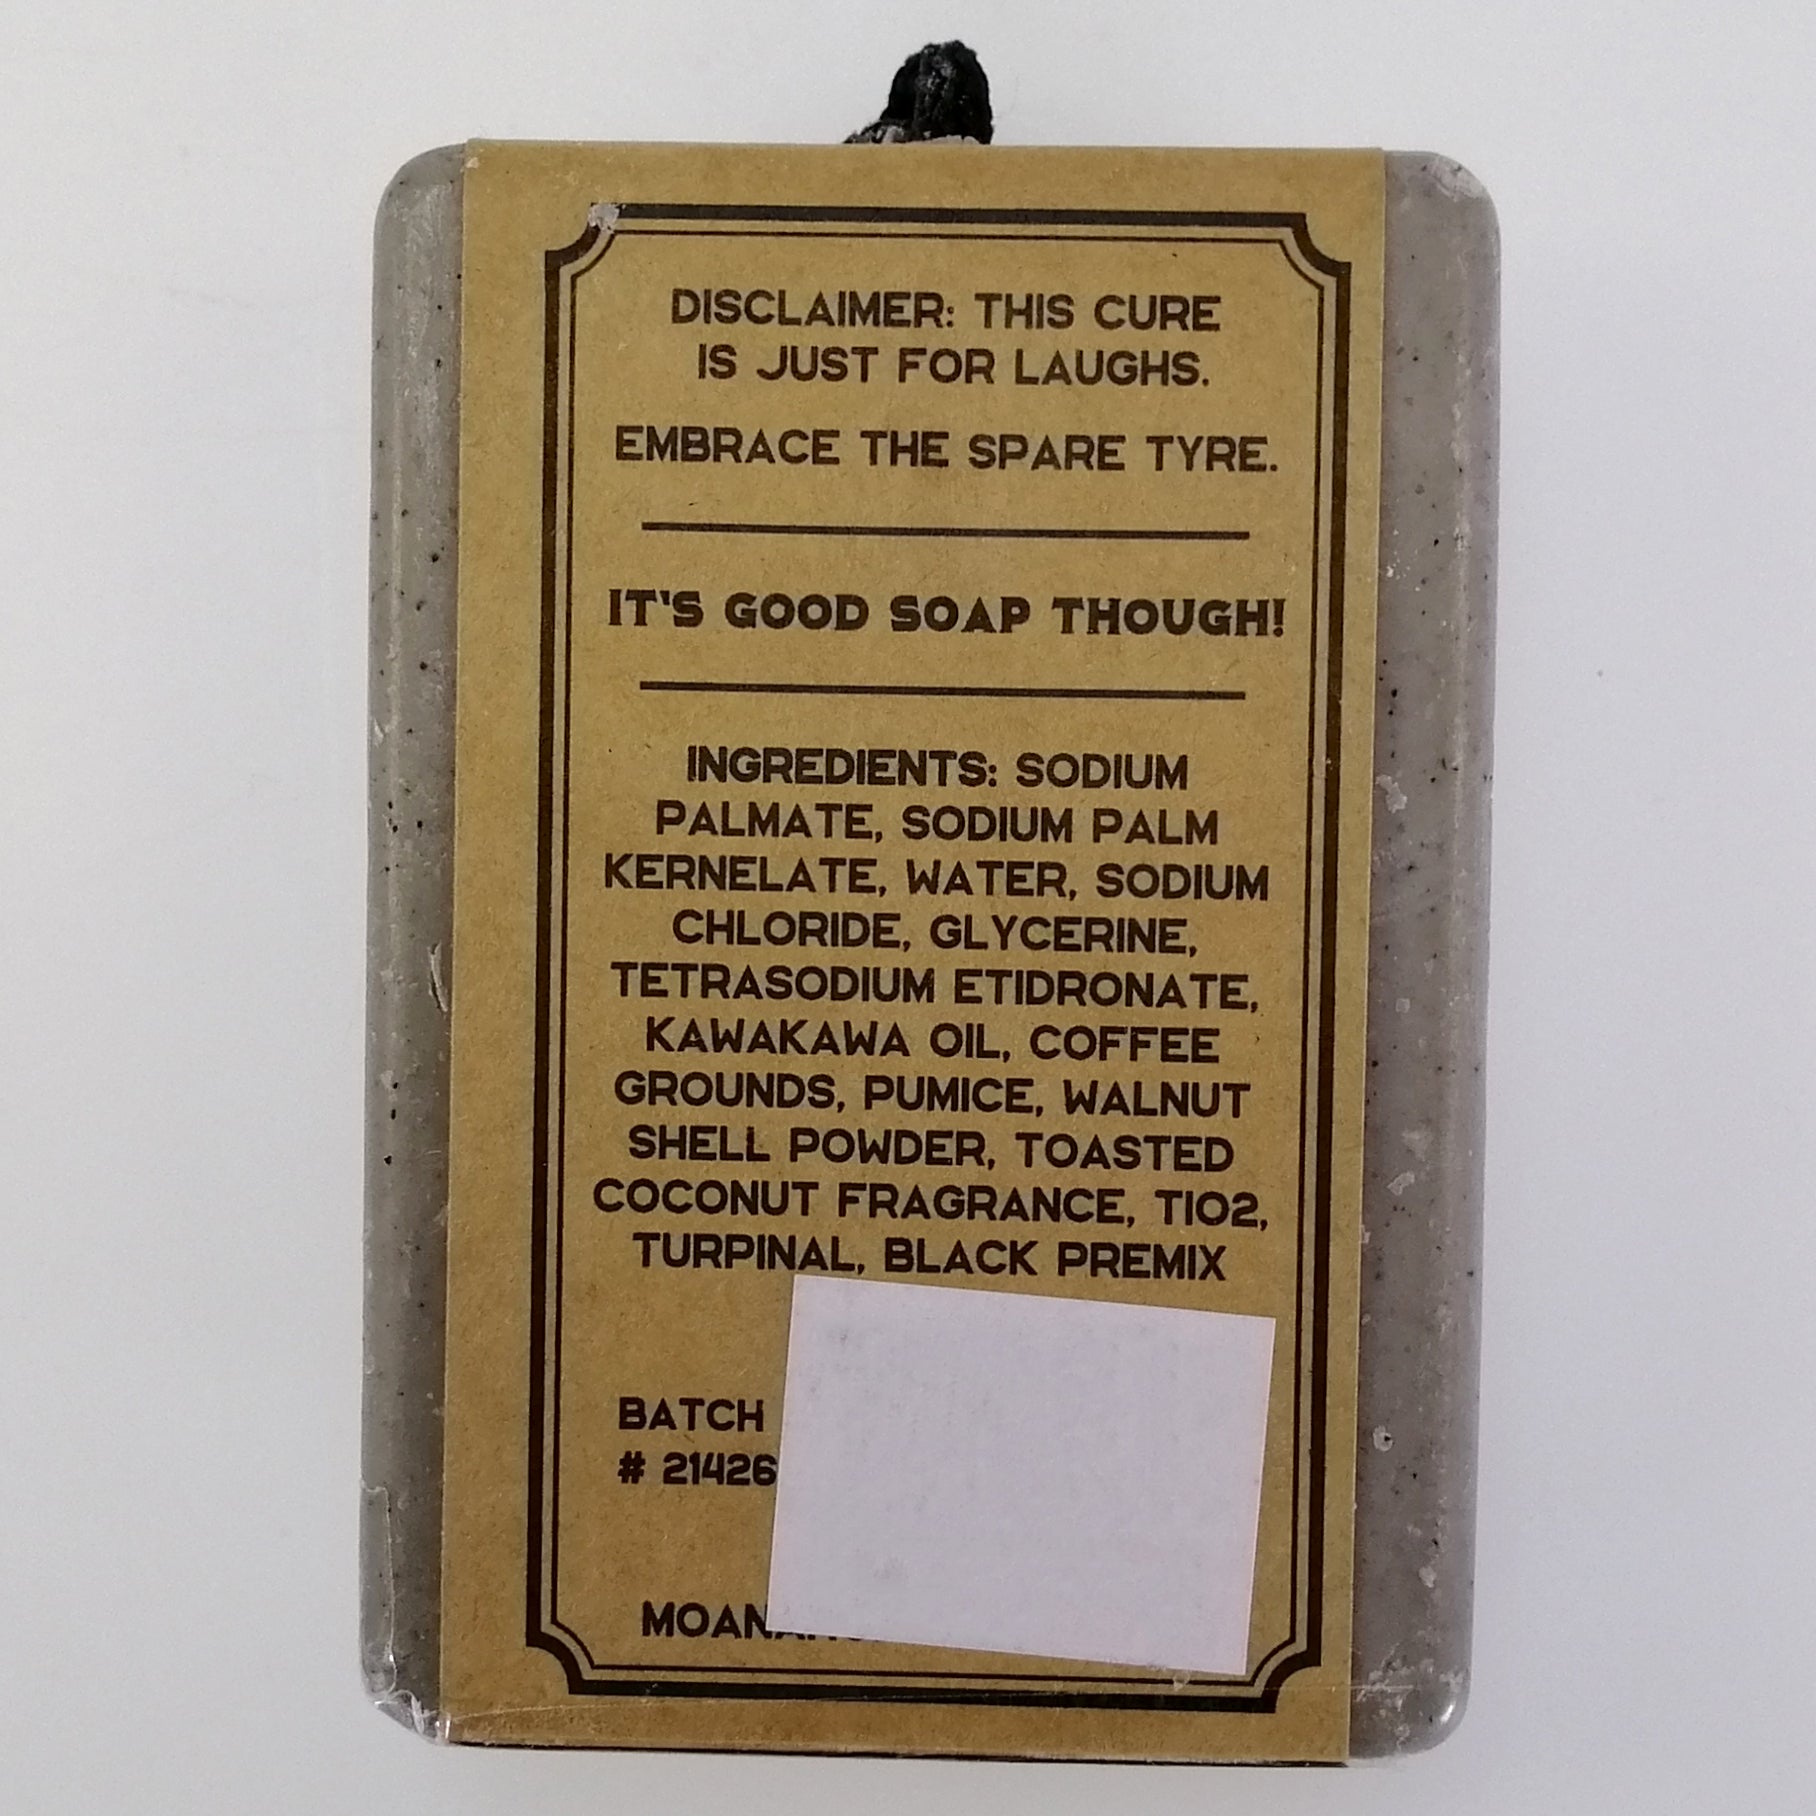 DISCLAIMER: THIS CURE
IS JUST FOR LAUGHS.
EMBRACE THE SPARE TYRE.
IT'S GOOD SOAP THOUGH!
INGREDIENTS: SODIUM
PALMATE, SODIUM PALM
KERNELATE, WATER, SODIUM
CHLORIDE, GLYCERINE,
TETRASODIUM ETIDRONATE,
KAWAKAWA OIL, COFFEE
GROUNDS, PUMICE, WALNUT
SHELL POWDER, TOASTED
COCONUT FRAGRANCE, TIO2,
TURPINAL, BLACK PREMIX
BATCH
# 21426